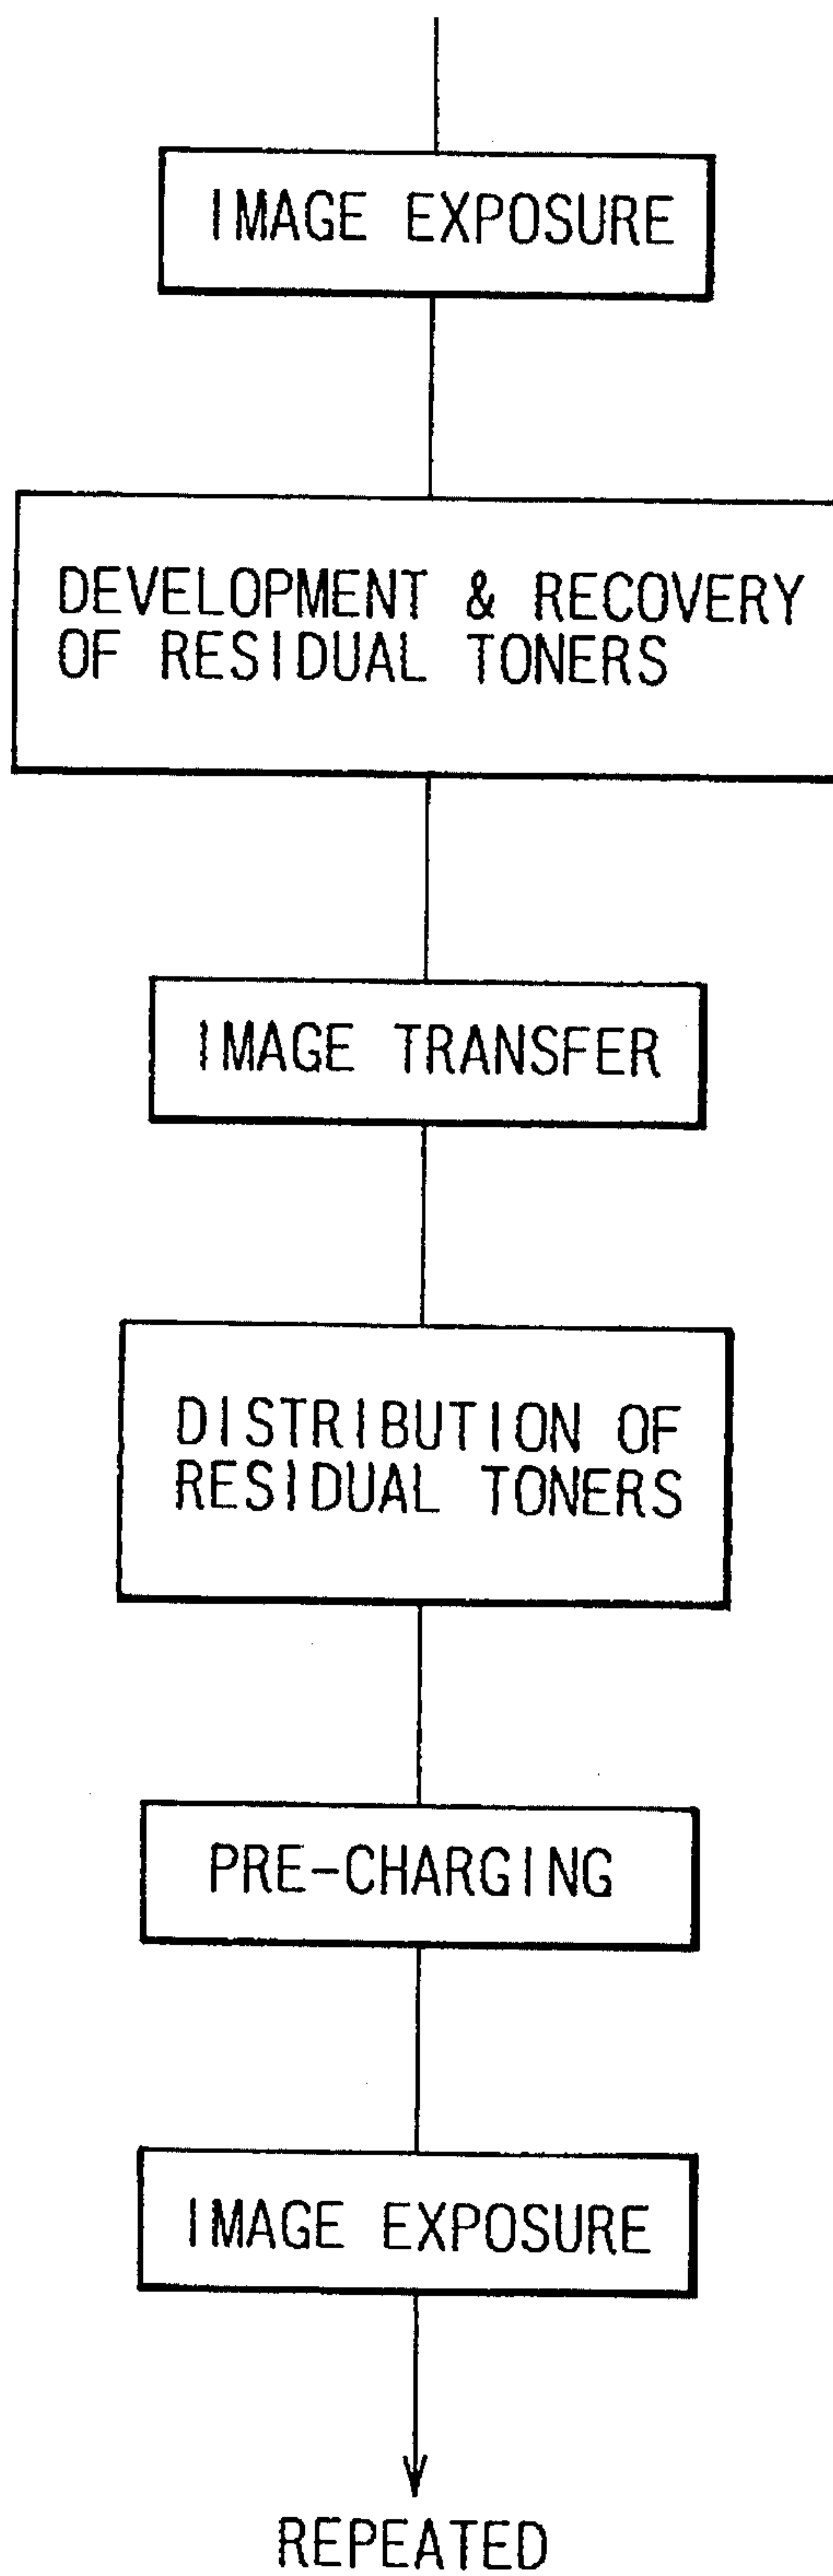 IMAGE EXPOSURE
DEVELOPMENT & RECOVERY
OF RESIDUAL TONERS
IMAGE TRANSFER
DISTRIBUTION OF
RESIDUAL TONERS
PRE-CHARGING
IMAGE EXPOSURE
REPEATED